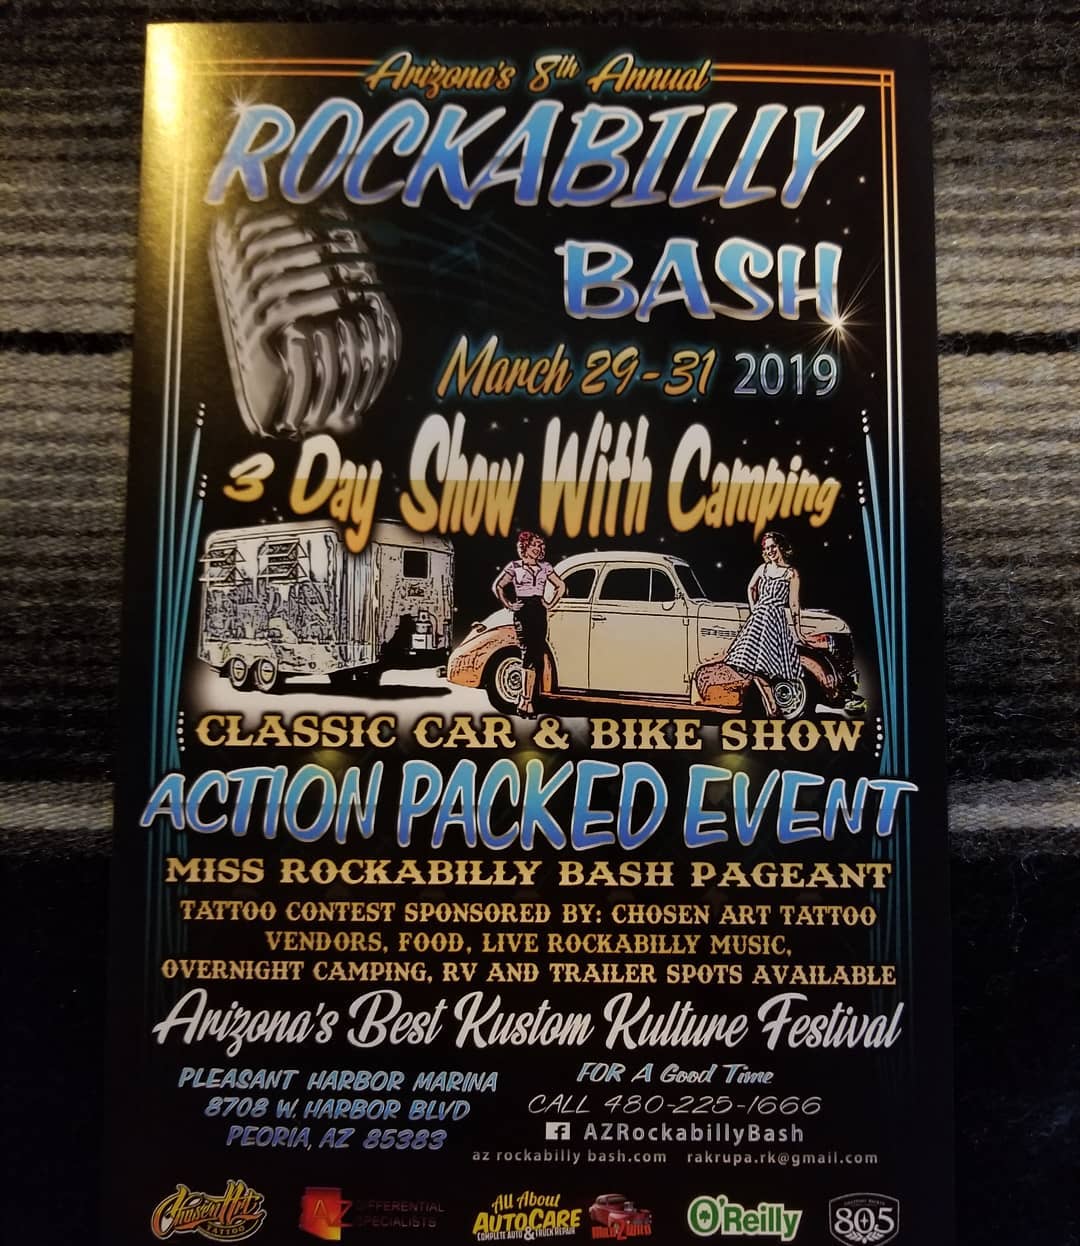 Arizona's 8th Annual
ROCKABILLY
BASH
March 29-31 2019
3 Day Show With Camping
CLASSIC CAR & BIKE SHOW
ACTION PACKED EVENT
MISS ROCKABILLY BASH PAGEANT
TATTOO CONTEST SPONSORED BY: CHOSEN ART TATTOO
VENDORS, FOOD, LIVE ROCKABILLY MUSIC,
OVERNIGHT CAMPING, RV AND TRAILER SPOTS AVAILABLE
Arizona's Best Kustom Kulture Festival
PLEASANT HARBOR MARINA
8708 W. HARBOR BLVD
PEORIA, AZ 85383
FOR A Good Time
CALL 480-225-1666
AZRockabillyBash
az rockabilly bash.com rakrupa.rk@gmail.com
Chosen Art
TATTOO
AZ DIFFERENTIAL
SPECIALISTS
All About
AUTOCARE
COMPLETE AUTO & TRUCK REPAIR
O'Reilly
805